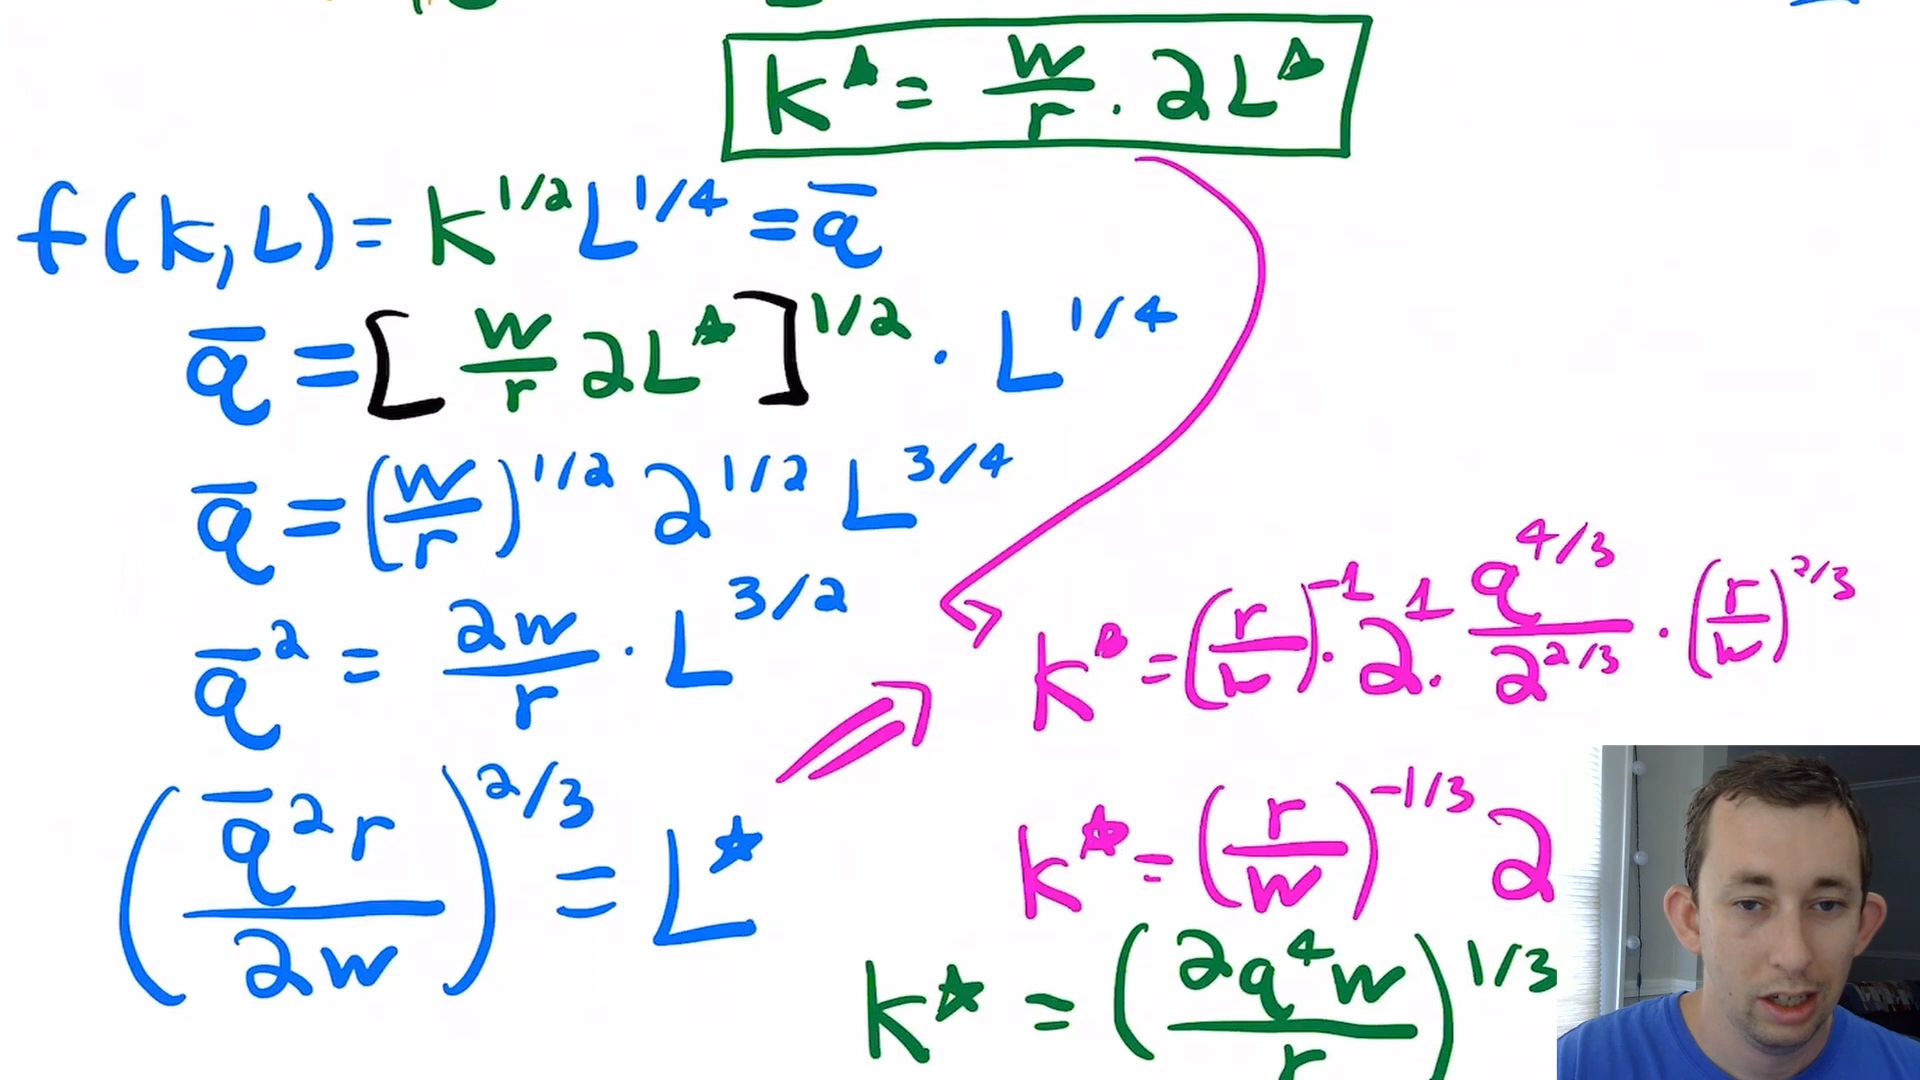 K* = w/r · 2L*
f(K,L) = K^1/2 L^1/4 = q̄
q̄ = [w/r 2L*]^1/2 · L^1/4
q̄ = (w/r)^1/2 2^1/2 L^3/4
q̄^2 = 2w/r · L^3/2
(q̄^2 r/2w)^2/3 = L*
K* = (r/w)^-1 · 2^1 · q^4/3/2^2/3 · (r/w)^2/3
K* = (r/w)^-1/3 2
K* = (2q^4w/r)^1/3